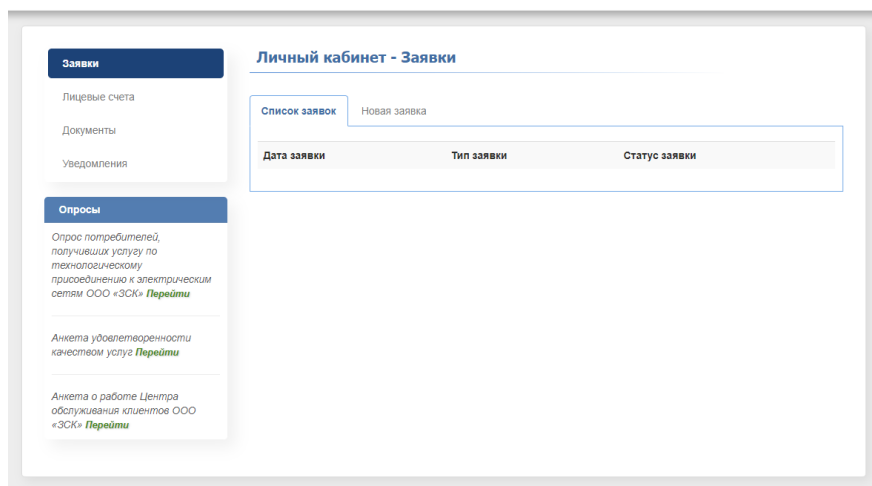 Заявки
Лицевые счета
Документы
Уведомления
Опросы
Опрос потребителей,
получивших услугу по
технологическому
присоединению к электрическим
сетям ООО «ЗСК» Перейти
Анкета удовлетворенности
качеством услуг Перейти
Анкета о работе Центра
обслуживания клиентов ООО
«ЗСК» Перейти
Личный кабинет - Заявки
Список заявок Новая заявка
Дата заявки Тип заявки Статус заявки